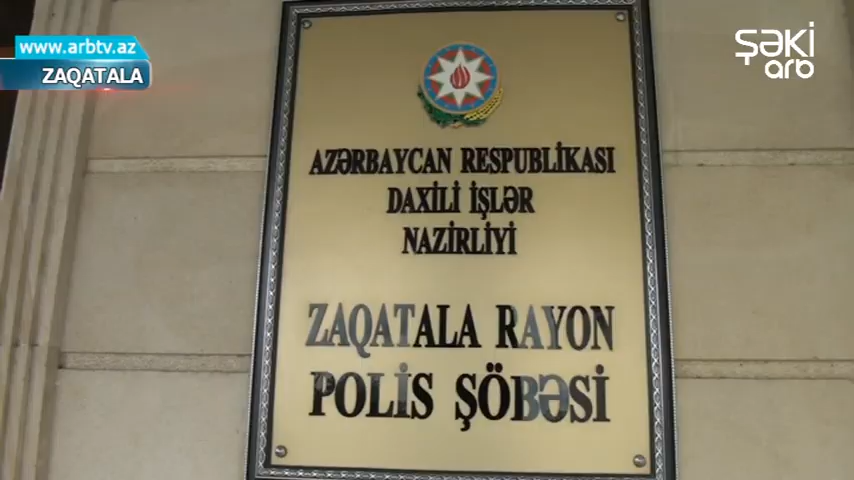 www.arbtv.az
ZAQATALA
ŞƏKİ
arb
AZƏRBAYCAN RESPUBLİKASI
DAXİLİ İŞLƏR
NAZİRLİYİ
ZAQATALA RAYON
POLİS ŞÖBƏSİ